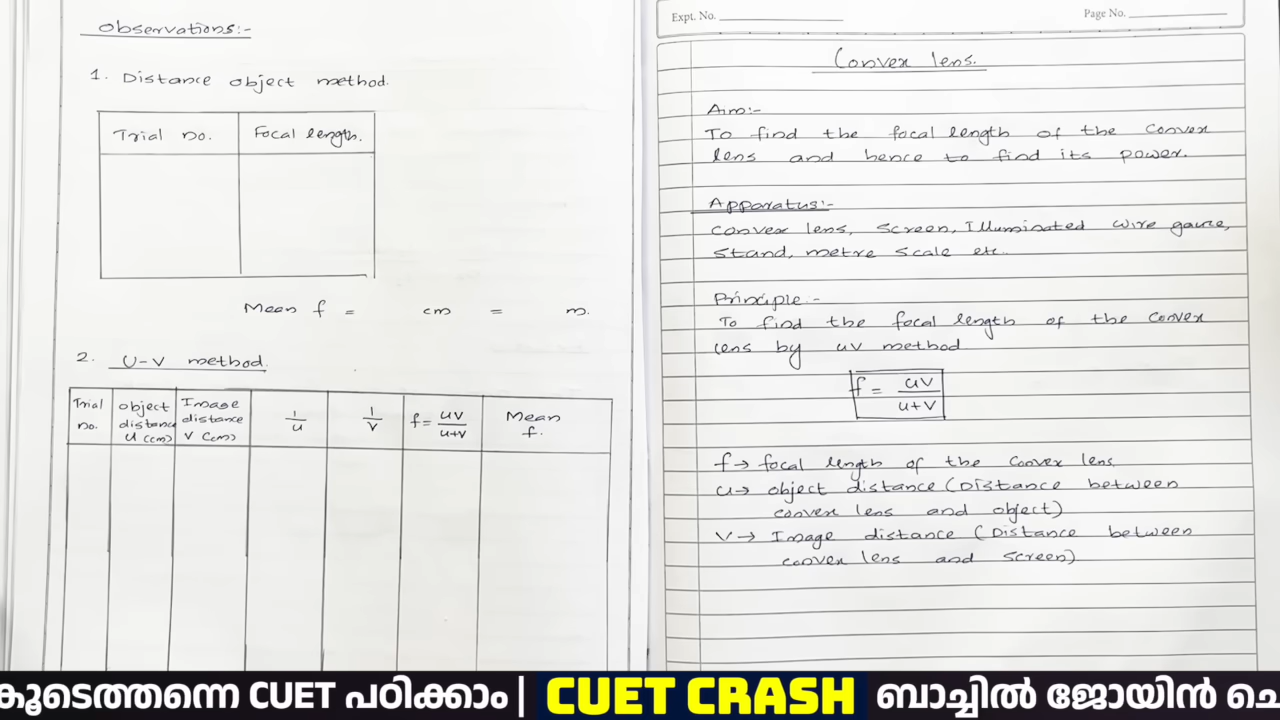 Observations:-
1. Distance object method.
Trial no. Focal length.
Mean f = cm = m.
2. U-V method.
Trial no. object distance u (cm) Image distance v (cm) 1/u 1/v f = uv/u+v Mean f.
Expt. No. Page No.
Convex lens.
Aim:-
To find the focal length of the convex
lens and hence to find its power.
Apparatus:-
Convex lens, screen, Illuminated wire gauze,
stand, metre scale etc.
Principle:-
To find the focal length of the convex
lens by uv method
f = uv/u+v
f → focal length of the convex lens
u → object distance (Distance between
convex lens and object)
v → Image distance (Distance between
convex lens and screen)
കൂടെത്തന്നെ CUET പഠിക്കാം | CUET CRASH ബാച്ചിൽ ജോയിൻ ചെ